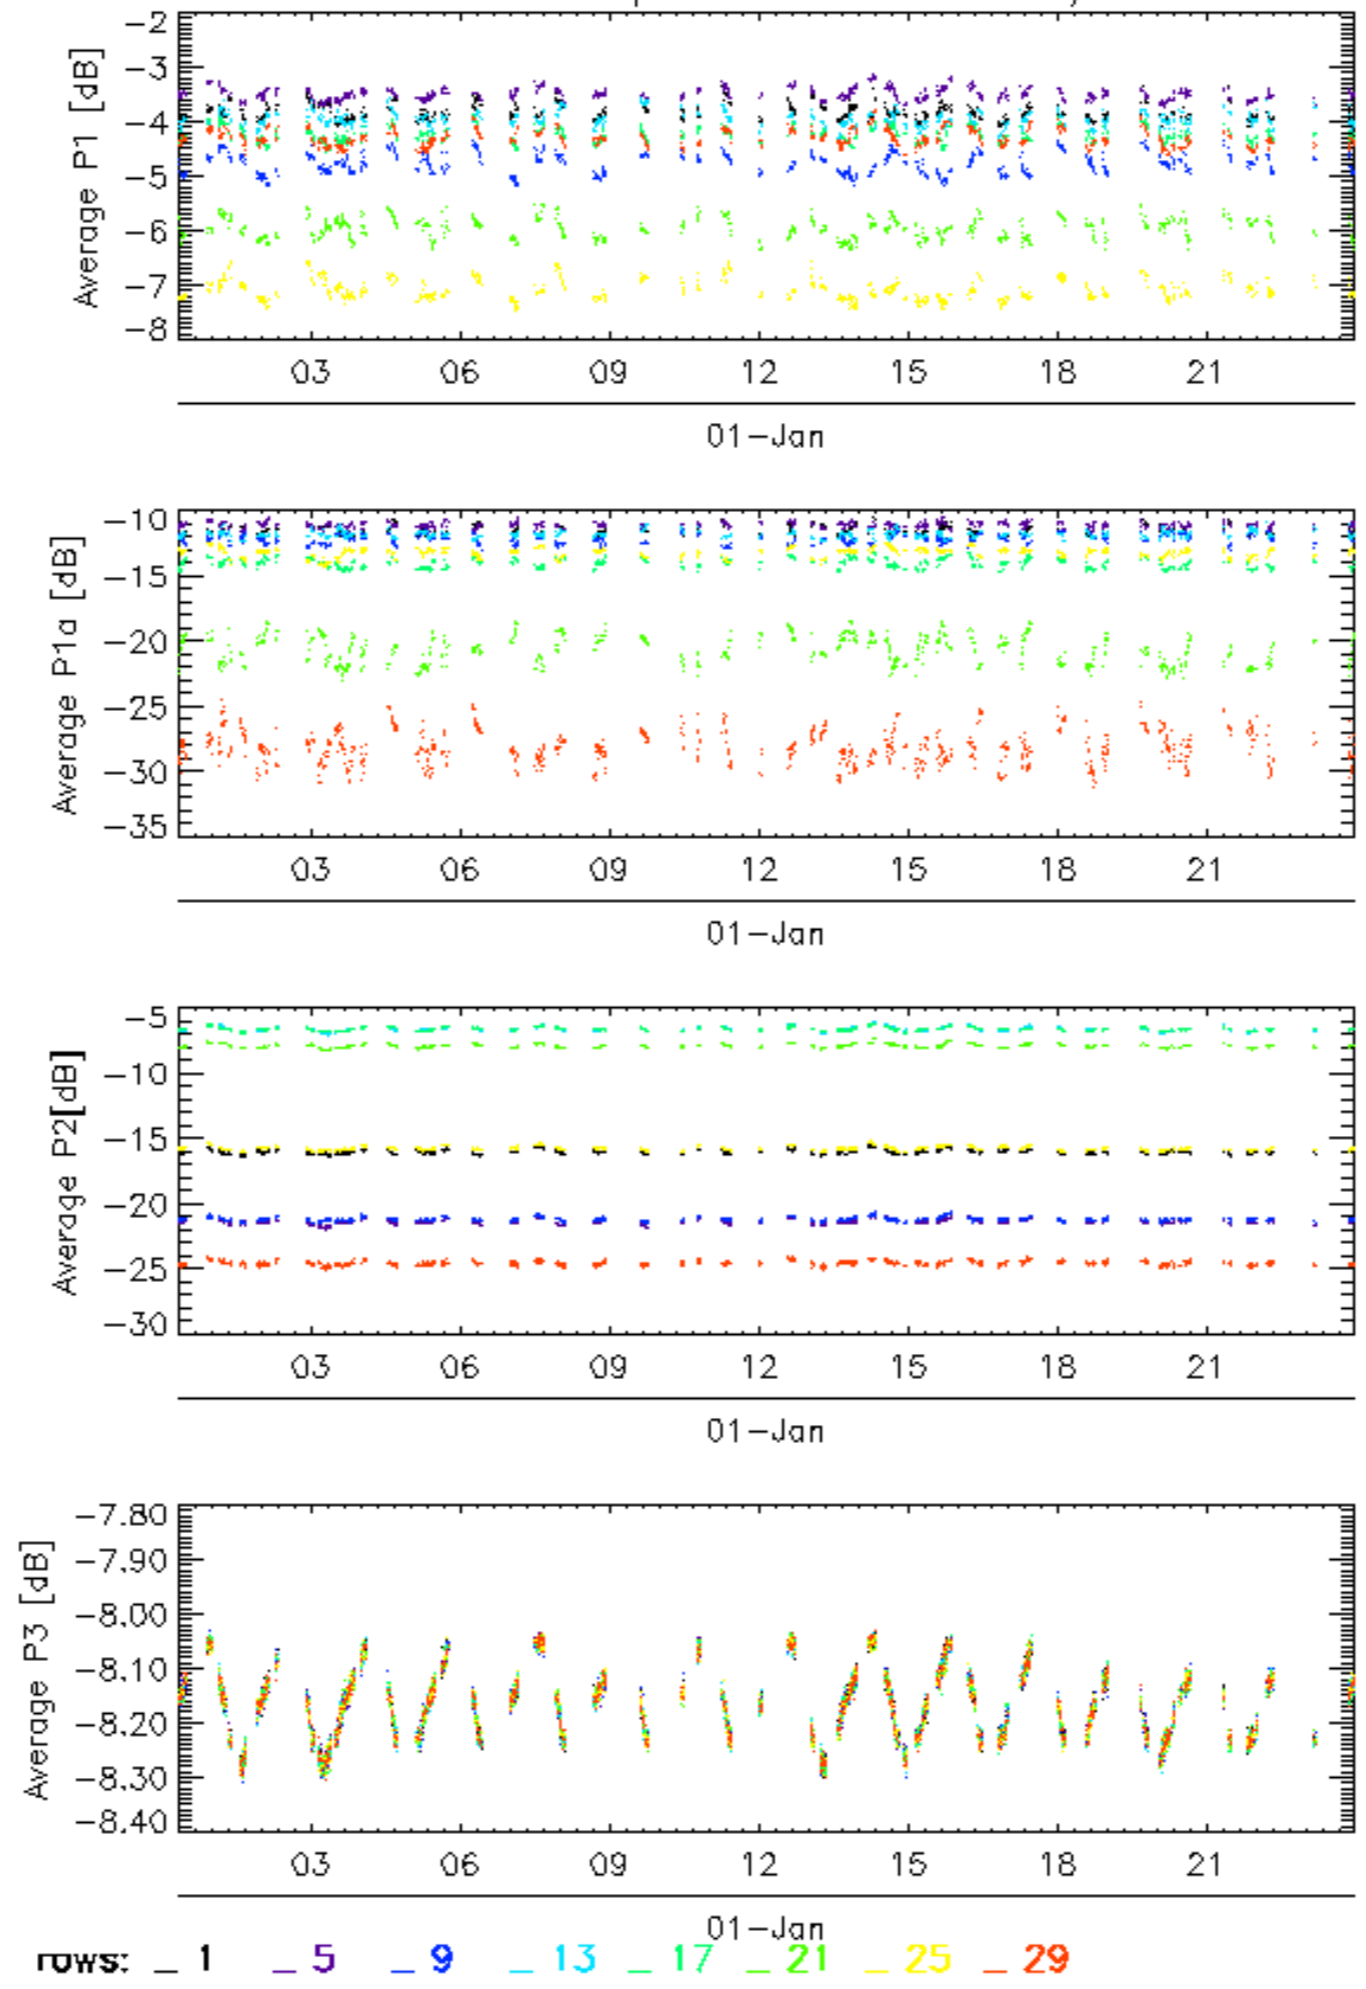 -2
-3
-4
-5
-6
-7
-8
Average P1 [dB]
03 06 09 12 15 18 21
01-Jan
-10
-15
-20
-25
-30
-35
Average P1a [dB]
03 06 09 12 15 18 21
01-Jan
-5
-10
-15
-20
-25
-30
Average P2[dB]
03 06 09 12 15 18 21
01-Jan
-7.80
-7.90
-8.00
-8.10
-8.20
-8.30
-8.40
Average P3 [dB]
03 06 09 12 15 18 21
01-Jan
rows: _ 1 _ 5 _ 9 _ 13 _ 17 _ 21 _ 25 _ 29